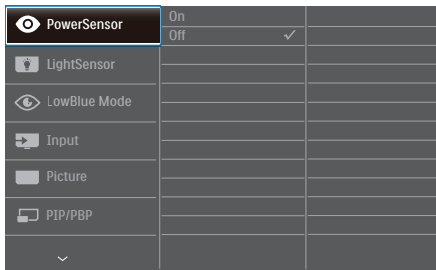 PowerSensor
On
Off
LightSensor
LowBlue Mode
Input
Picture
PIP/PBP